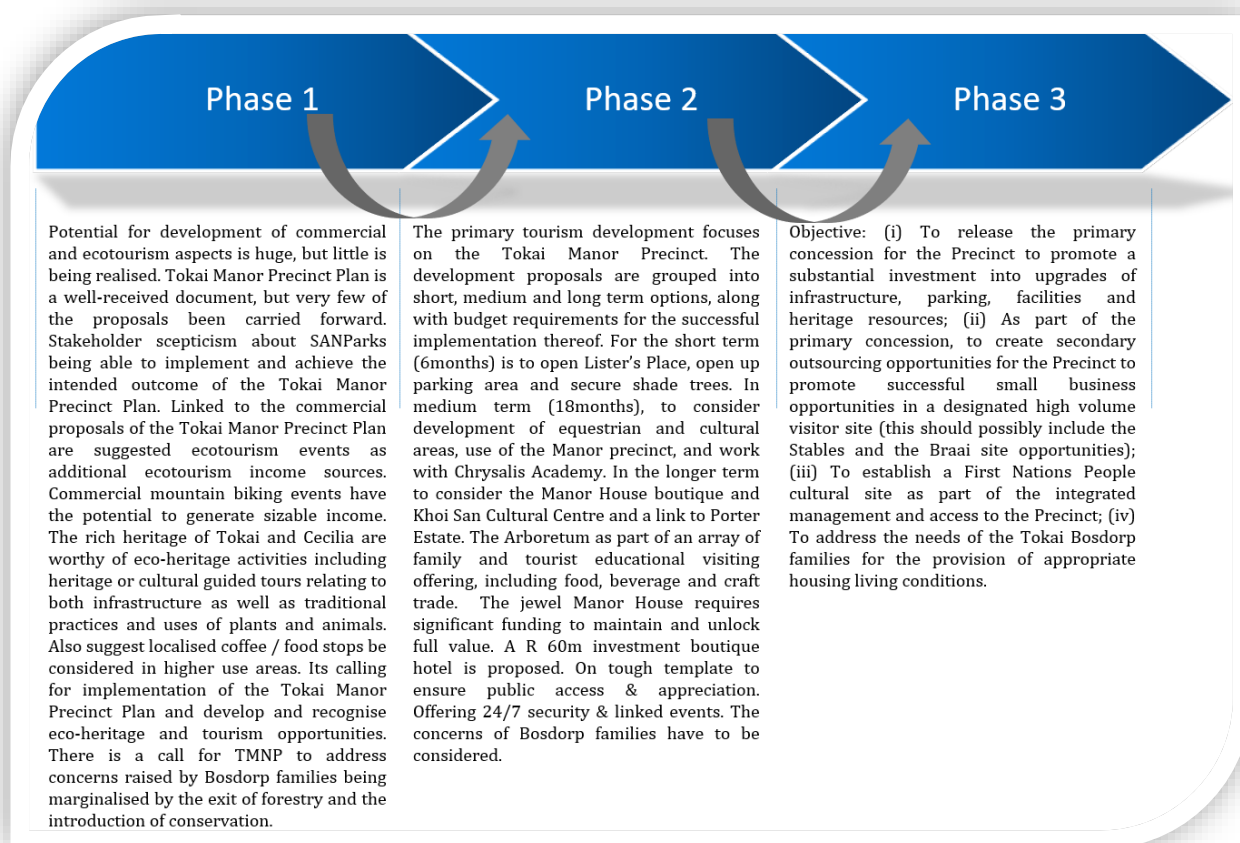 Phase 1
Phase 2
Phase 3
Potential for development of commercial
and ecotourism aspects is huge, but little is
being realised. Tokai Manor Precinct Plan is
a well-received document, but very few of
the proposals been carried forward.
Stakeholder scepticism about SANParks
being able to implement and achieve the
intended outcome of the Tokai Manor
Precinct Plan. Linked to the commercial
proposals of the Tokai Manor Precinct Plan
are suggested ecotourism events as
additional ecotourism income sources.
Commercial mountain biking events have
the potential to generate sizable income.
The rich heritage of Tokai and Cecilia are
worthy of eco-heritage activities including
heritage or cultural guided tours relating to
both infrastructure as well as traditional
practices and uses of plants and animals.
Also suggest localised coffee / food stops be
considered in higher use areas. Its calling
for implementation of the Tokai Manor
Precinct Plan and develop and recognise
eco-heritage and tourism opportunities.
There is a call for TMNP to address
concerns raised by Bosdorp families being
marginalised by the exit of forestry and the
introduction of conservation.
The primary tourism development focuses
on the Tokai Manor Precinct. The
development proposals are grouped into
short, medium and long term options, along
with budget requirements for the successful
implementation thereof. For the short term
(6months) is to open Lister's Place, open up
parking area and secure shade trees. In
medium term (18months), to consider
development of equestrian and cultural
areas, use of the Manor precinct, and work
with Chrysalis Academy. In the longer term
to consider the Manor House boutique and
Khoi San Cultural Centre and a link to Porter
Estate. The Arboretum as part of an array of
family and tourist educational visiting
offering, including food, beverage and craft
trade. The jewel Manor House requires
significant funding to maintain and unlock
full value. A R 60m investment boutique
hotel is proposed. On tough template to
ensure public access & appreciation.
Offering 24/7 security & linked events. The
concerns of Bosdorp families have to be
considered.
Objective: (i) To release the primary
concession for the Precinct to promote a
substantial investment into upgrades of
infrastructure, parking, facilities and
heritage resources; (ii) As part of the
primary concession, to create secondary
outsourcing opportunities for the Precinct to
promote successful small business
opportunities in a designated high volume
visitor site (this should possibly include the
Stables and the Braai site opportunities);
(iii) To establish a First Nations People
cultural site as part of the integrated
management and access to the Precinct; (iv)
To address the needs of the Tokai Bosdorp
families for the provision of appropriate
housing living conditions.